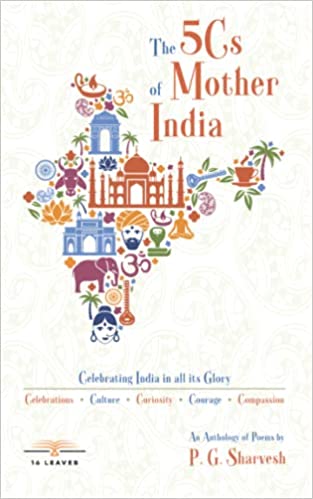 The 5Cs
of Mother
India
ॐ
ॐ
Celebrating India in all its Glory
Celebrations • Culture • Curiosity • Courage • Compassion
An Anthology of Poems by
P. G. Sharvesh
16 LEAVES